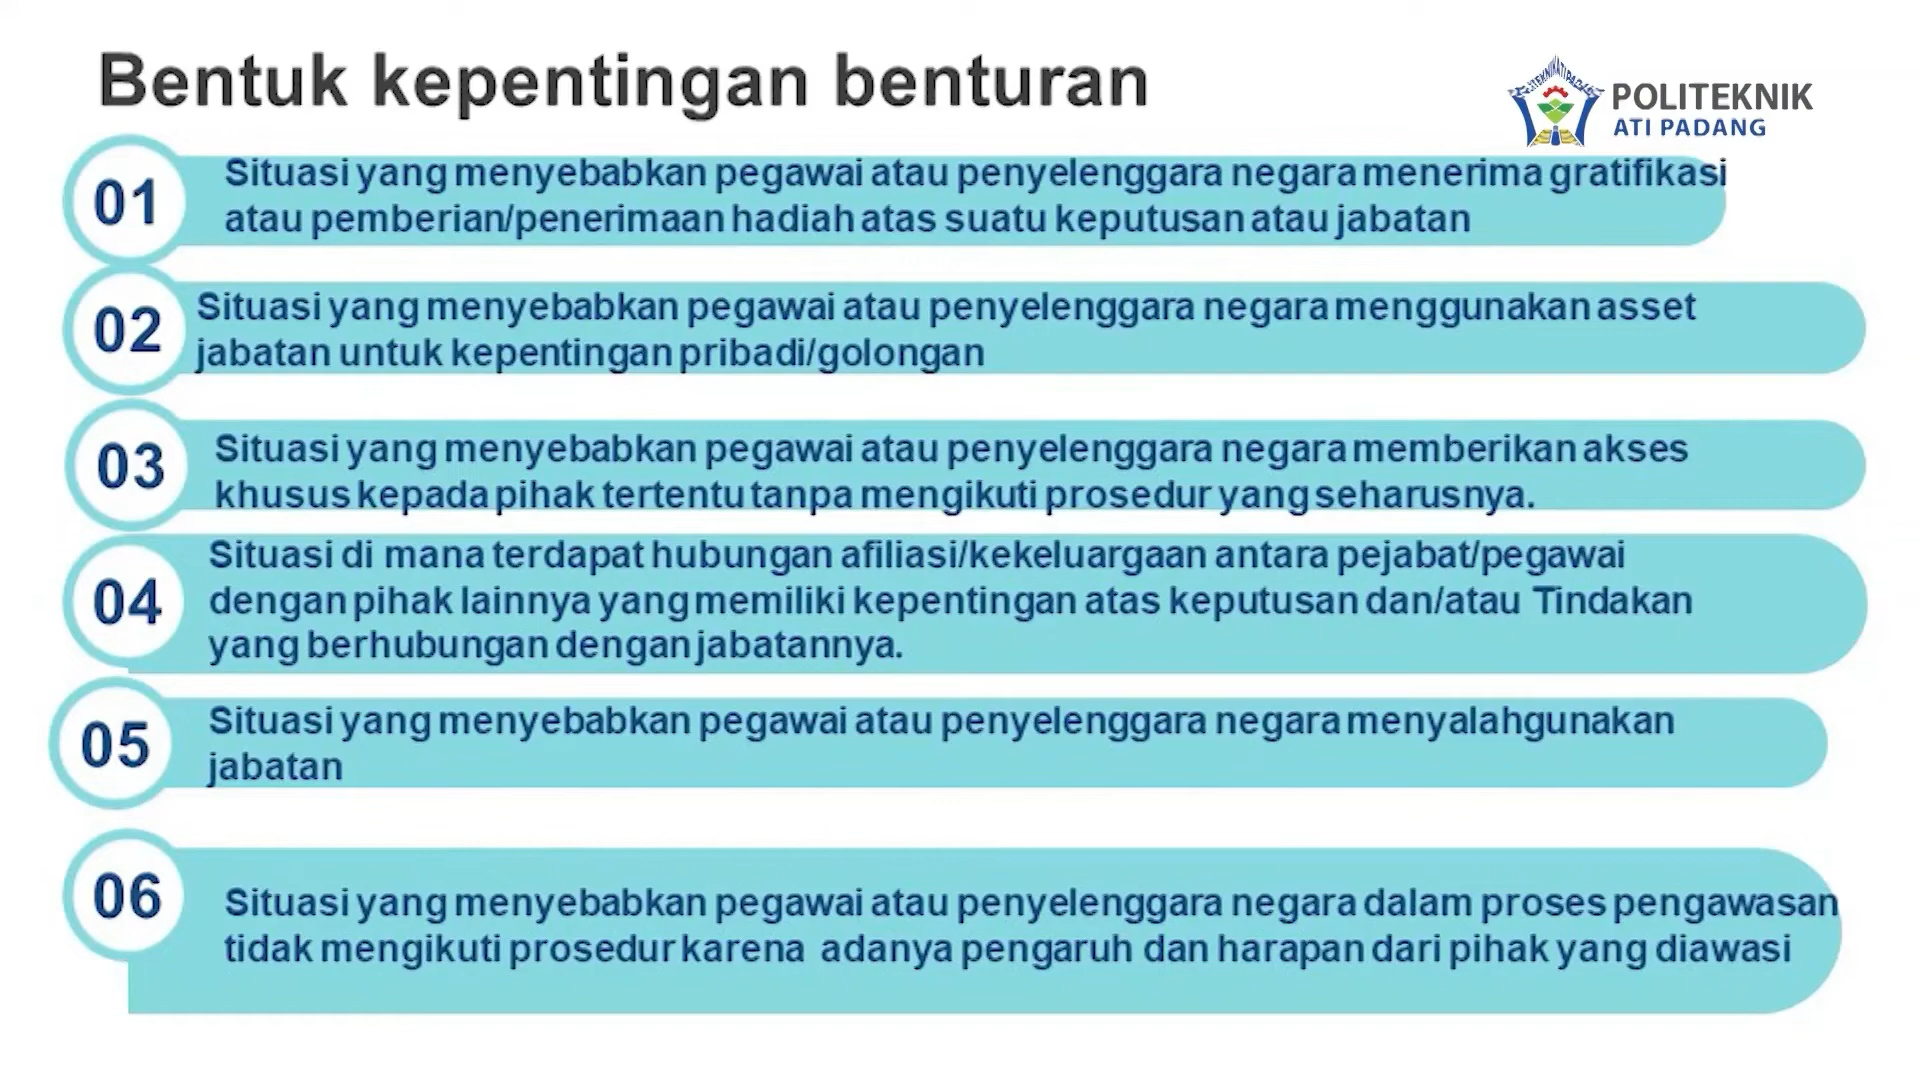 Bentuk kepentingan benturan
POLITEKNIK
ATI PADANG
01
Situasi yang menyebabkan pegawai atau penyelenggara negara menerima gratifikasi
atau pemberian/penerimaan hadiah atas suatu keputusan atau jabatan
02
Situasi yang menyebabkan pegawai atau penyelenggara negara menggunakan asset
jabatan untuk kepentingan pribadi/golongan
03
Situasi yang menyebabkan pegawai atau penyelenggara negara memberikan akses
khusus kepada pihak tertentu tanpa mengikuti prosedur yang seharusnya.
04
Situasi di mana terdapat hubungan afiliasi/kekeluargaan antara pejabat/pegawai
dengan pihak lainnya yang memiliki kepentingan atas keputusan dan/atau Tindakan
yang berhubungan dengan jabatannya.
05
Situasi yang menyebabkan pegawai atau penyelenggara negara menyalahgunakan
jabatan
06
Situasi yang menyebabkan pegawai atau penyelenggara negara dalam proses pengawasan
tidak mengikuti prosedur karena adanya pengaruh dan harapan dari pihak yang diawasi